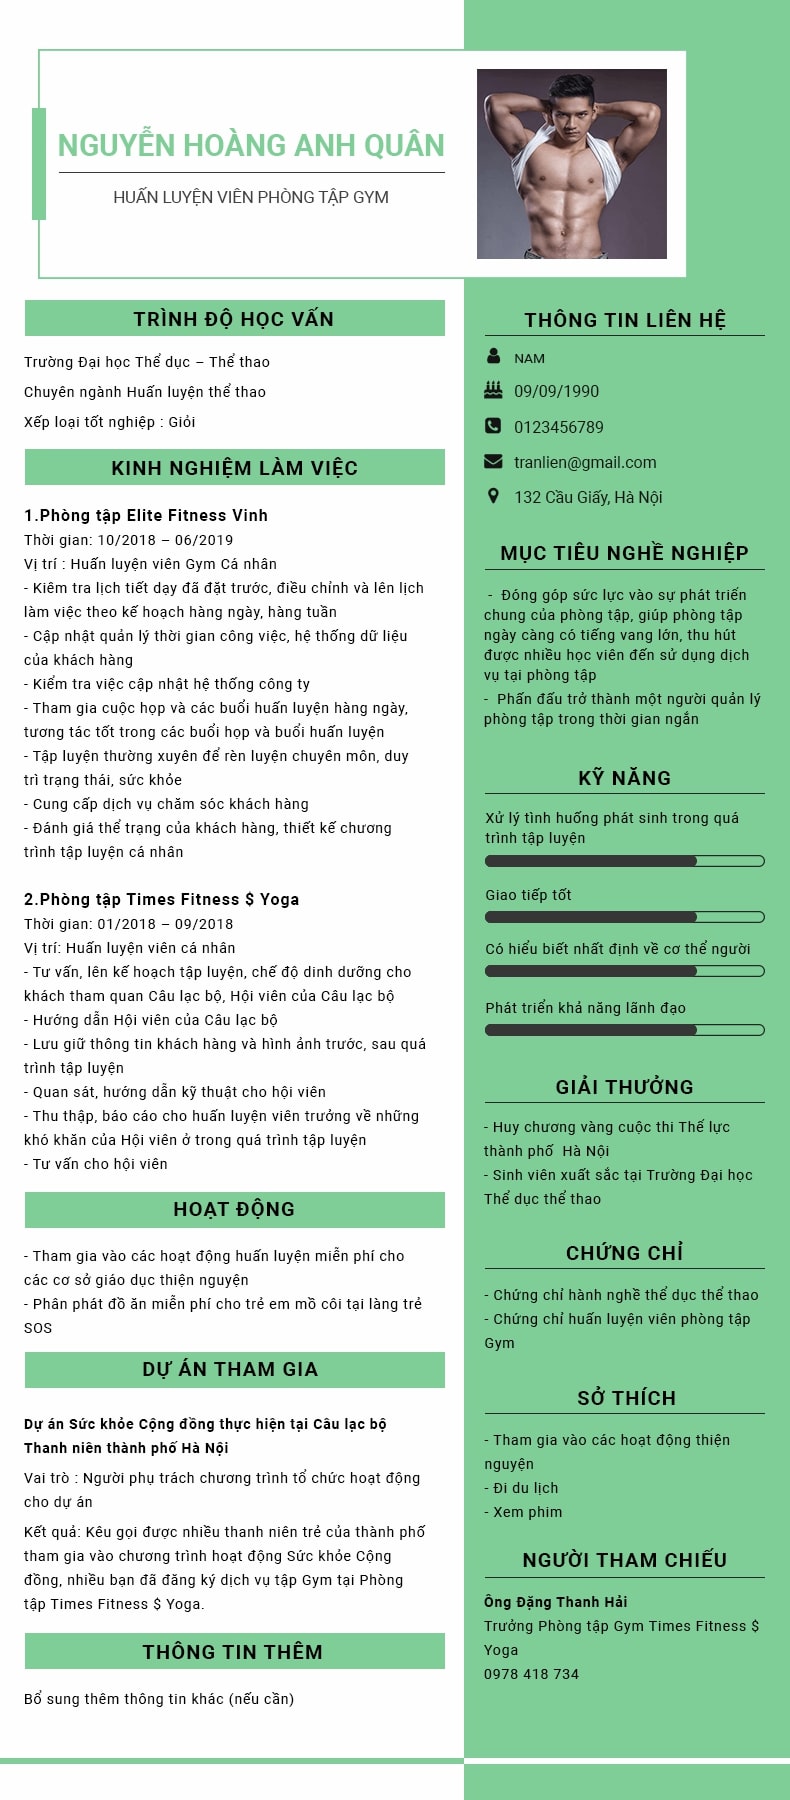 NGUYỄN HOÀNG ANH QUÂN
HUẤN LUYỆN VIÊN PHÒNG TẬP GYM
TRÌNH ĐỘ HỌC VẤN
Trường Đại học Thể dục – Thể thao
Chuyên ngành Huấn luyện thể thao
Xếp loại tốt nghiệp : Giỏi
KINH NGHIỆM LÀM VIỆC
1.Phòng tập Elite Fitness Vinh
Thời gian: 10/2018 – 06/2019
Vị trí : Huấn luyện viên Gym Cá nhân
- Kiêm tra lịch tiết dạy đã đặt trước, điều chỉnh và lên lịch
làm việc theo kế hoạch hàng ngày, hàng tuần
- Cập nhật quản lý thời gian công việc, hệ thống dữ liệu
của khách hàng
- Kiểm tra việc cập nhật hệ thống công ty
- Tham gia cuộc họp và các buổi huấn luyện hàng ngày,
tương tác tốt trong các buổi họp và buổi huấn luyện
- Tập luyện thường xuyên để rèn luyện chuyên môn, duy
trì trạng thái, sức khỏe
- Cung cấp dịch vụ chăm sóc khách hàng
- Đánh giá thể trạng của khách hàng, thiết kế chương
trình tập luyện cá nhân
2.Phòng tập Times Fitness $ Yoga
Thời gian: 01/2018 – 09/2018
Vị trí: Huấn luyện viên cá nhân
- Tư vấn, lên kế hoạch tập luyện, chế độ dinh dưỡng cho
khách tham quan Câu lạc bộ, Hội viên của Câu lạc bộ
- Hướng dẫn Hội viên của Câu lạc bộ
- Lưu giữ thông tin khách hàng và hình ảnh trước, sau quá
trình tập luyện
- Quan sát, hướng dẫn kỹ thuật cho hội viên
- Thu thập, báo cáo cho huấn luyện viên trưởng về những
khó khăn của Hội viên ở trong quá trình tập luyện
- Tư vấn cho hội viên
HOẠT ĐỘNG
- Tham gia vào các hoạt động huấn luyện miễn phí cho
các cơ sở giáo dục thiện nguyện
- Phân phát đồ ăn miễn phí cho trẻ em mồ côi tại làng trẻ
SOS
DỰ ÁN THAM GIA
Dự án Sức khỏe Cộng đồng thực hiện tại Câu lạc bộ
Thanh niên thành phố Hà Nội
Vai trò : Người phụ trách chương trình tổ chức hoạt động
cho dự án
Kết quả: Kêu gọi được nhiều thanh niên trẻ của thành phố
tham gia vào chương trình hoạt động Sức khỏe Cộng
đồng, nhiều bạn đã đăng ký dịch vụ tập Gym tại Phòng
tập Times Fitness $ Yoga.
THÔNG TIN THÊM
Bổ sung thêm thông tin khác (nếu cần)
THÔNG TIN LIÊN HỆ
NAM
09/09/1990
0123456789
tranlien@gmail.com
132 Cầu Giấy, Hà Nội
MỤC TIÊU NGHỀ NGHIỆP
- Đóng góp sức lực vào sự phát triển
chung của phòng tập, giúp phòng tập
ngày càng có tiếng vang lớn, thu hút
được nhiều học viên đến sử dụng dịch
vụ tại phòng tập
- Phấn đấu trở thành một người quản lý
phòng tập trong thời gian ngắn
KỸ NĂNG
Xử lý tình huống phát sinh trong quá
trình tập luyện
Giao tiếp tốt
Có hiểu biết nhất định về cơ thể người
Phát triển khả năng lãnh đạo
GIẢI THƯỞNG
- Huy chương vàng cuộc thi Thể lực
thành phố Hà Nội
- Sinh viên xuất sắc tại Trường Đại học
Thể dục thể thao
CHỨNG CHỈ
- Chứng chỉ hành nghề thể dục thể thao
- Chứng chỉ huấn luyện viên phòng tập
Gym
SỞ THÍCH
- Tham gia vào các hoạt động thiện
nguyện
- Đi du lịch
- Xem phim
NGƯỜI THAM CHIẾU
Ông Đặng Thanh Hải
Trưởng Phòng tập Gym Times Fitness $
Yoga
0978 418 734